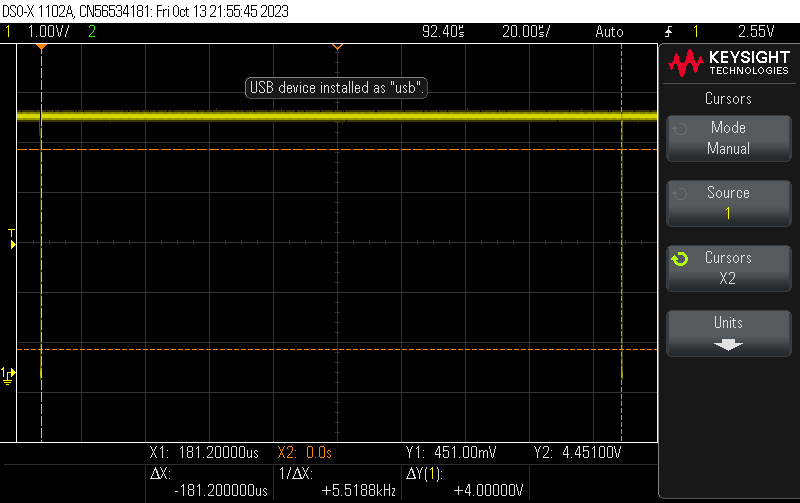 DSO-X 1102A, CN56534181: Fri Oct 13 21:55:45 2023
1 1.00V/ 2 92.40s 20.00s/ Auto 1 2.55V
KEYSIGHT
TECHNOLOGIES
Cursors
USB device installed as "usb".
Mode
Manual
Source
1
T
Cursors
X2
Units
1
X1: 181.20000us X2: 0.0s Y1: 451.00mV Y2: 4.45100V
ΔX: 1/ΔX: ΔY(1):
-181.200000us +5.5188kHz +4.00000V